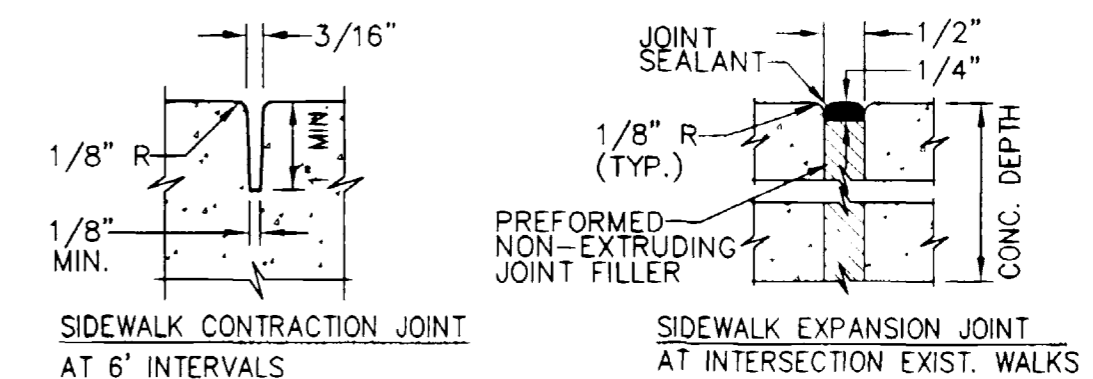 3/16"
1/8" R
1" MIN.
1/8"
MIN.
SIDEWALK CONTRACTION JOINT
AT 6' INTERVALS
JOINT
SEALANT
1/2"
1/4"
1/8" R
(TYP.)
PREFORMED
NON-EXTRUDING
JOINT FILLER
CONC. DEPTH
SIDEWALK EXPANSION JOINT
AT INTERSECTION EXIST. WALKS